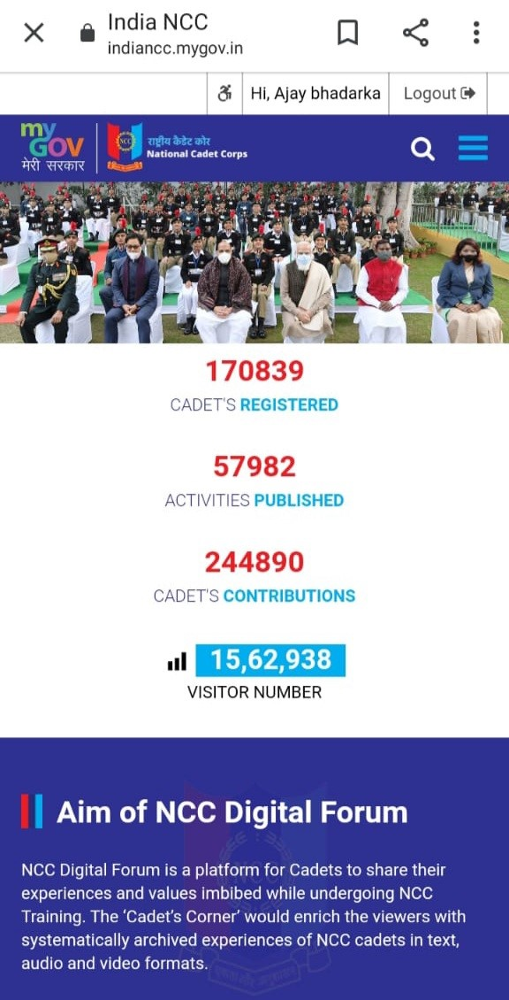 India NCC
indiancc.mygov.in
Hi, Ajay bhadarka
Logout
my
GOV
मेरी सरकार
NCC
राष्ट्रीय कैडेट कोर
National Cadet Corps
170839
CADET'S REGISTERED
57982
ACTIVITIES PUBLISHED
244890
CADET'S CONTRIBUTIONS
15,62,938
VISITOR NUMBER
Aim of NCC Digital Forum
NCC Digital Forum is a platform for Cadets to share their
experiences and values imbibed while undergoing NCC
Training. The ‘Cadet’s Corner’ would enrich the viewers with
systematically archived experiences of NCC cadets in text,
audio and video formats.